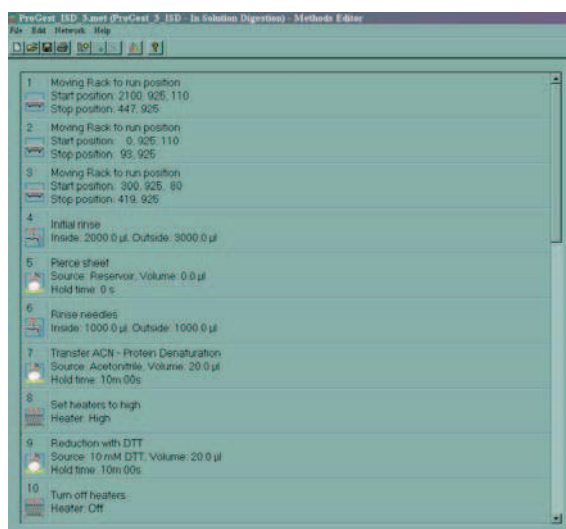 ProGest_ISD_3.met (ProGest_3_ISD - In Solution Digestion) - Methods Editor
File Edit Network Help
1 Moving Rack to run position
Start position: 2100, 925, 110
Stop position: 447, 925
2 Moving Rack to run position
Start position: 0, 925, 110
Stop position: 93, 925
3 Moving Rack to run position
Start position: 300, 925, 80
Stop position: 419, 925
4 Initial rinse
Inside: 2000.0 µl, Outside: 3000.0 µl
5 Pierce sheet
Source: Reservoir, Volume: 0.0 µl
Hold time: 0 s
6 Rinse needles
Inside: 1000.0 µl, Outside: 1000.0 µl
7 Transfer ACN - Protein Denaturation
Source: Acetonitrile, Volume: 20.0 µl
Hold time: 10m:00s
8 Set heaters to high
Heater: High
9 Reduction with DTT
Source: 10 mM DTT, Volume: 20.0 µl
Hold time: 10m:00s
10 Turn off heaters
Heater: Off